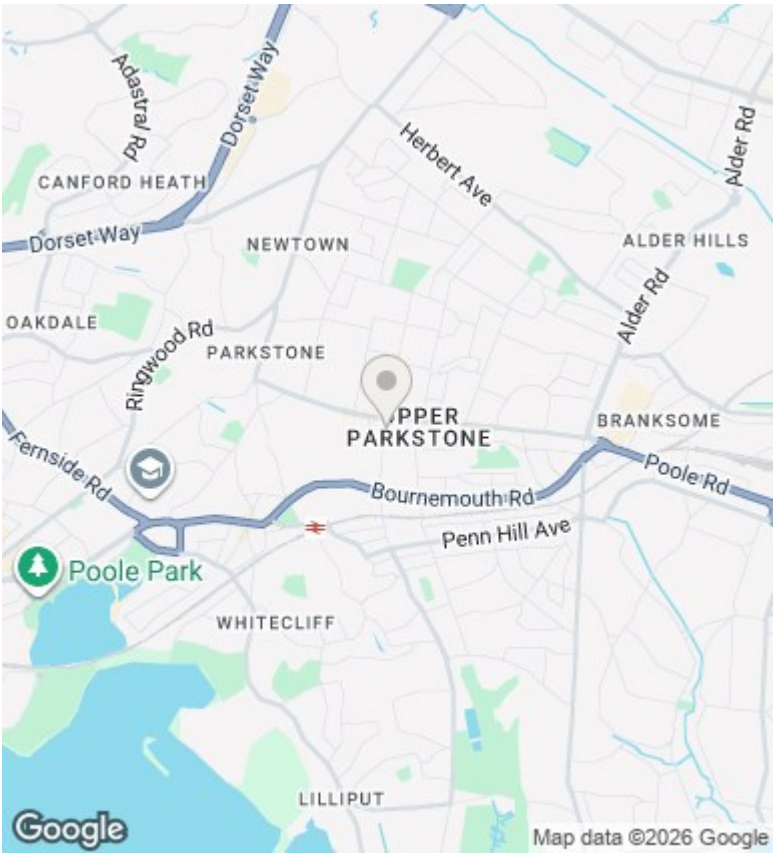 Adastral Rd
Dorset Way
Herbert Ave
Alder Rd
CANFORD HEATH
Dorset Way
NEWTOWN
ALDER HILLS
OAKDALE
Ringwood Rd
PARKSTONE
Alder Rd
UPPER
PARKSTONE
BRANKSOME
Fernside Rd
Bournemouth Rd
Poole Rd
Penn Hill Ave
Poole Park
WHITECLIFF
LILLIPUT
Google
Map data ©2026 Google